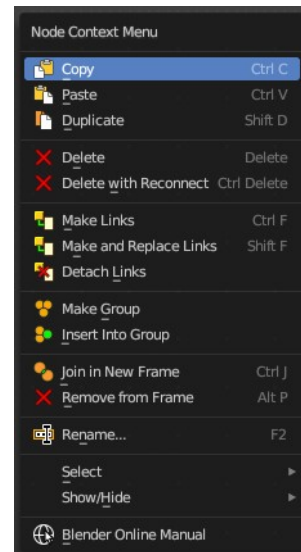 Node Context Menu
Copy Ctrl C
Paste Ctrl V
Duplicate Shift D
Delete Delete
Delete with Reconnect Ctrl Delete
Make Links Ctrl F
Make and Replace Links Shift F
Detach Links
Make Group
Insert Into Group
Join in New Frame Ctrl J
Remove from Frame Alt P
Rename... F2
Select
Show/Hide
Blender Online Manual